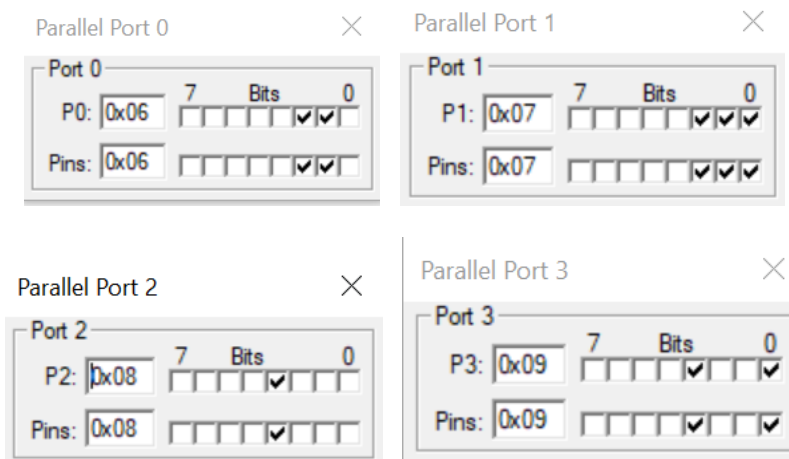 Parallel Port 0
Port 0
7 Bits 0
P0: 0x06
Pins: 0x06
Parallel Port 1
Port 1
7 Bits 0
P1: 0x07
Pins: 0x07
Parallel Port 2
Port 2
7 Bits 0
P2: 0x08
Pins: 0x08
Parallel Port 3
Port 3
7 Bits 0
P3: 0x09
Pins: 0x09